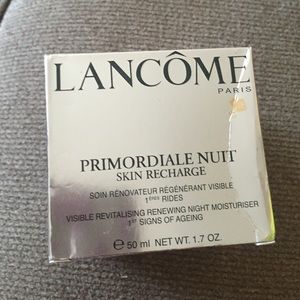 LANCÔME
PARIS
PRIMORDIALE NUIT
SKIN RECHARGE
SOIN RÉNOVATEUR RÉGÉNÉRANT VISIBLE
1ÈRES RIDES
VISIBLE REVITALISING RENEWING NIGHT MOISTURISER
1ST SIGNS OF AGEING
e 50 ml NET WT. 1.7 OZ.